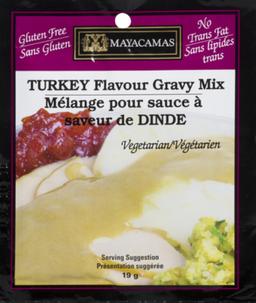 Gluten Free
Sans Gluten
MAYACAMAS
No
Trans Fat
Sans lipides
trans
TURKEY Flavour Gravy Mix
Mélange pour sauce à
saveur de DINDE
Vegetarian/Végétarien
Serving Suggestion
Présentation suggérée
19 g